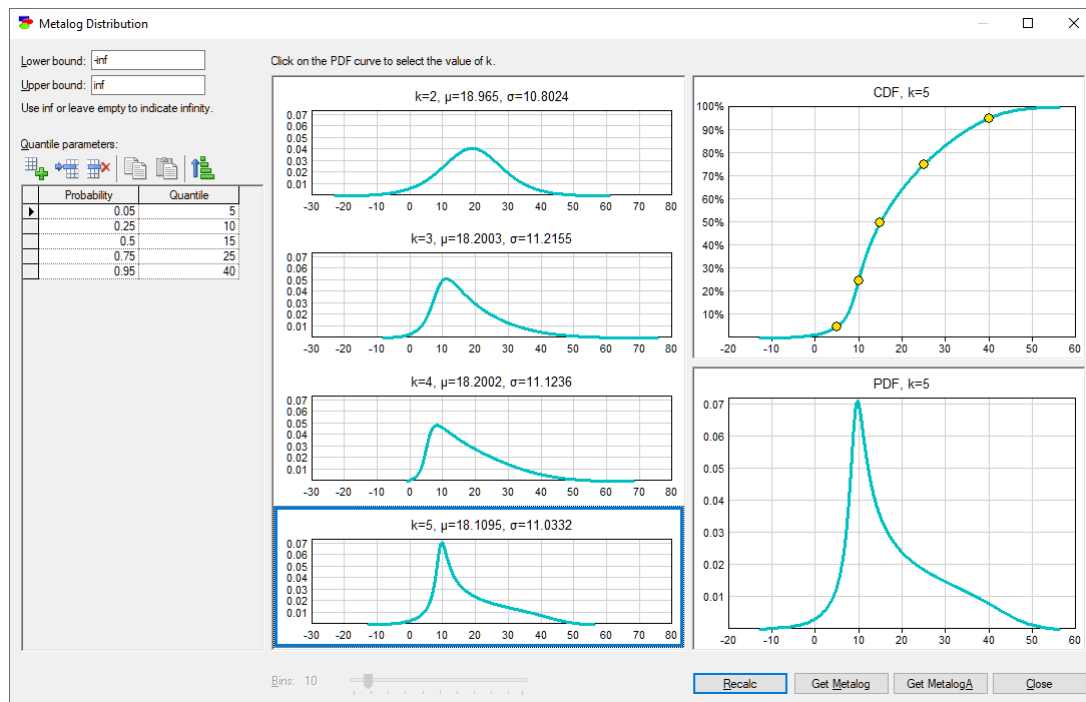 Metalog Distribution
Lower bound: -inf
Upper bound: inf
Use inf or leave empty to indicate infinity.
Quantile parameters:
Probability Quantile
0.05 5
0.25 10
0.5 15
0.75 25
0.95 40
Click on the PDF curve to select the value of k.
k=2, μ=18.965, σ=10.8024
0.07
0.06
0.05
0.04
0.03
0.02
0.01
-30 -20 -10 0 10 20 30 40 50 60 70 80
k=3, μ=18.2003, σ=11.2155
0.07
0.06
0.05
0.04
0.03
0.02
0.01
-30 -20 -10 0 10 20 30 40 50 60 70 80
k=4, μ=18.2002, σ=11.1236
0.07
0.06
0.05
0.04
0.03
0.02
0.01
-30 -20 -10 0 10 20 30 40 50 60 70 80
k=5, μ=18.1095, σ=11.0332
0.07
0.06
0.05
0.04
0.03
0.02
0.01
-30 -20 -10 0 10 20 30 40 50 60 70 80
CDF, k=5
100%
90%
80%
70%
60%
50%
40%
30%
20%
10%
-20 -10 0 10 20 30 40 50 60
PDF, k=5
0.07
0.06
0.05
0.04
0.03
0.02
0.01
-20 -10 0 10 20 30 40 50 60
Bins: 10
Recalc Get Metalog Get MetalogA Close